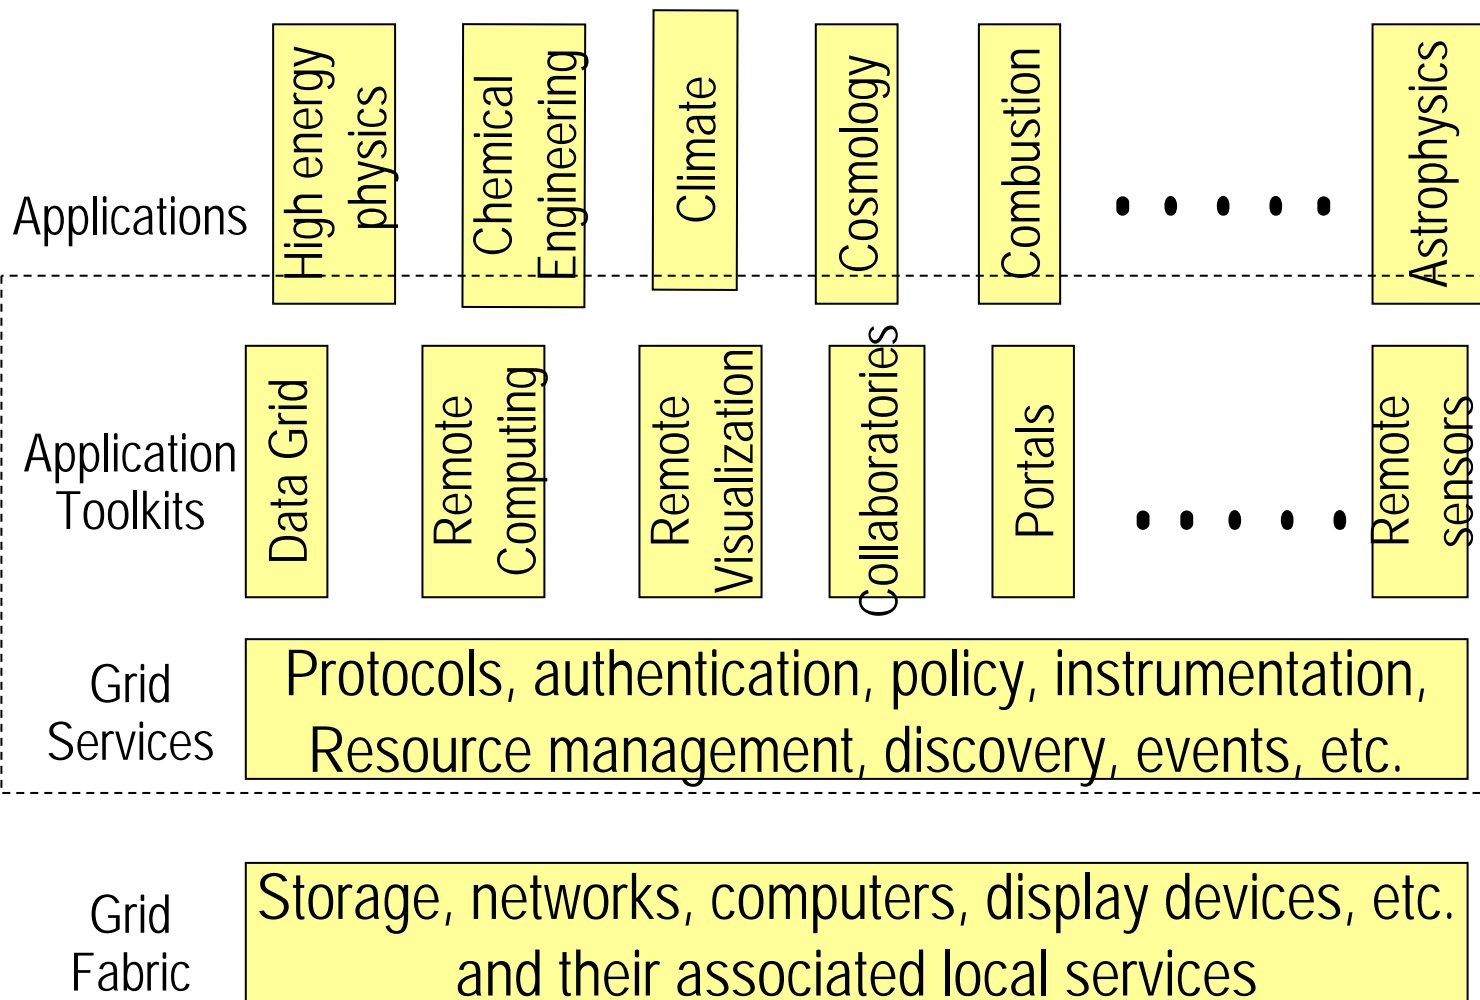 Applications
High energy
physics
Chemical
Engineering
Climate
Cosmology
Combustion
Astrophysics
Application
Toolkits
Data Grid
Remote
Computing
Remote
Visualization
Collaboratories
Portals
Remote
sensors
Grid
Services
Protocols, authentication, policy, instrumentation,
Resource management, discovery, events, etc.
Grid
Fabric
Storage, networks, computers, display devices, etc.
and their associated local services